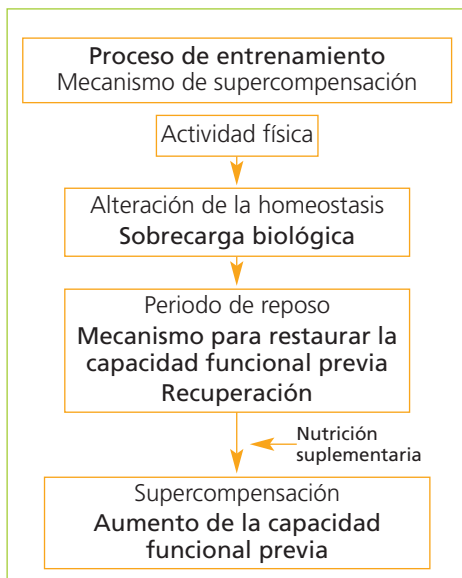 Proceso de entrenamiento
Mecanismo de supercompensación
Actividad física
Alteración de la homeostasis
Sobrecarga biológica
Periodo de reposo
Mecanismo para restaurar la
capacidad funcional previa
Recuperación
Nutrición
suplementaria
Supercompensación
Aumento de la capacidad
funcional previa